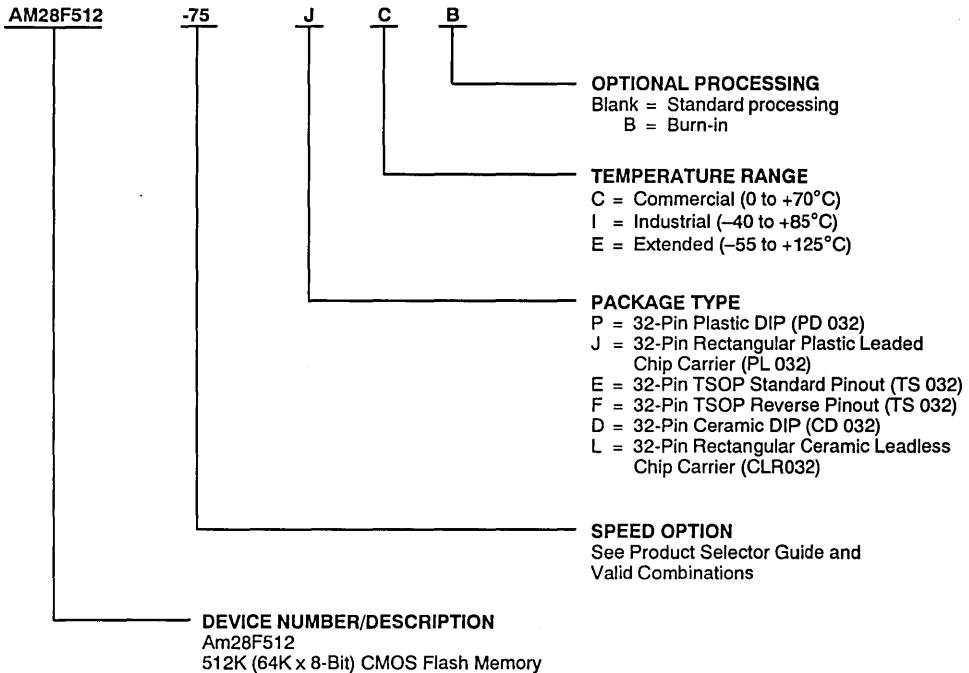 AM28F512 -75 J C B
OPTIONAL PROCESSING
Blank = Standard processing
B = Burn-in
TEMPERATURE RANGE
C = Commercial (0 to +70°C)
I = Industrial (–40 to +85°C)
E = Extended (–55 to +125°C)
PACKAGE TYPE
P = 32-Pin Plastic DIP (PD 032)
J = 32-Pin Rectangular Plastic Leaded
Chip Carrier (PL 032)
E = 32-Pin TSOP Standard Pinout (TS 032)
F = 32-Pin TSOP Reverse Pinout (TS 032)
D = 32-Pin Ceramic DIP (CD 032)
L = 32-Pin Rectangular Ceramic Leadless
Chip Carrier (CLR032)
SPEED OPTION
See Product Selector Guide and
Valid Combinations
DEVICE NUMBER/DESCRIPTION
Am28F512
512K (64K x 8-Bit) CMOS Flash Memory